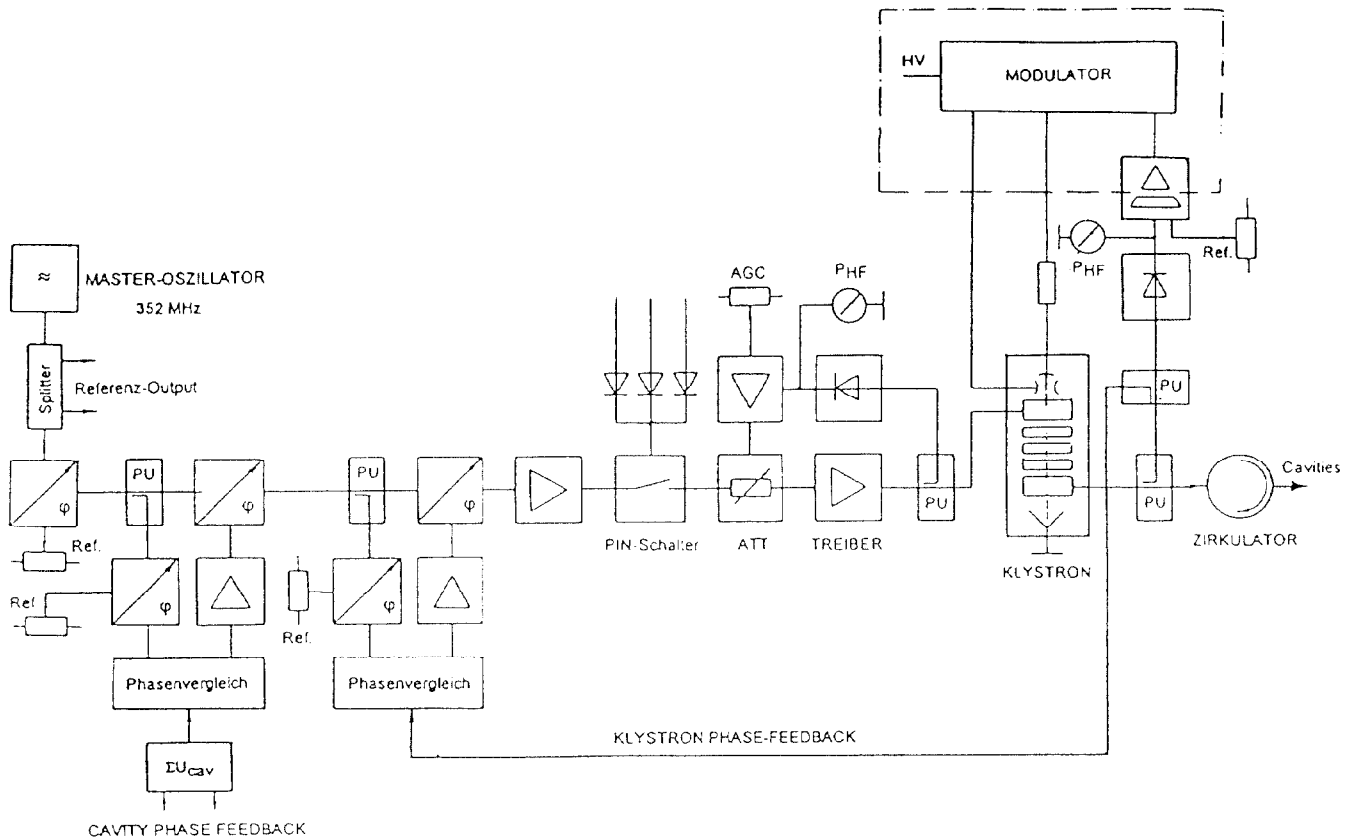 HV
MODULATOR
PHF
Ref.
≈
MASTER-OSZILLATOR
352 MHz
AGC
PHF
Splitter
Referenz-Output
PU
φ
PU
PU
φ
φ
PU
PU
Cavities
Ref.
PIN-Schalter
ATT
TREIBER
KLYSTRON
ZIRKULATOR
Ref
φ
Ref.
φ
Phasenvergleich
Phasenvergleich
KLYSTRON PHASE-FEEDBACK
ΣUcav
CAVITY PHASE FEEDBACK